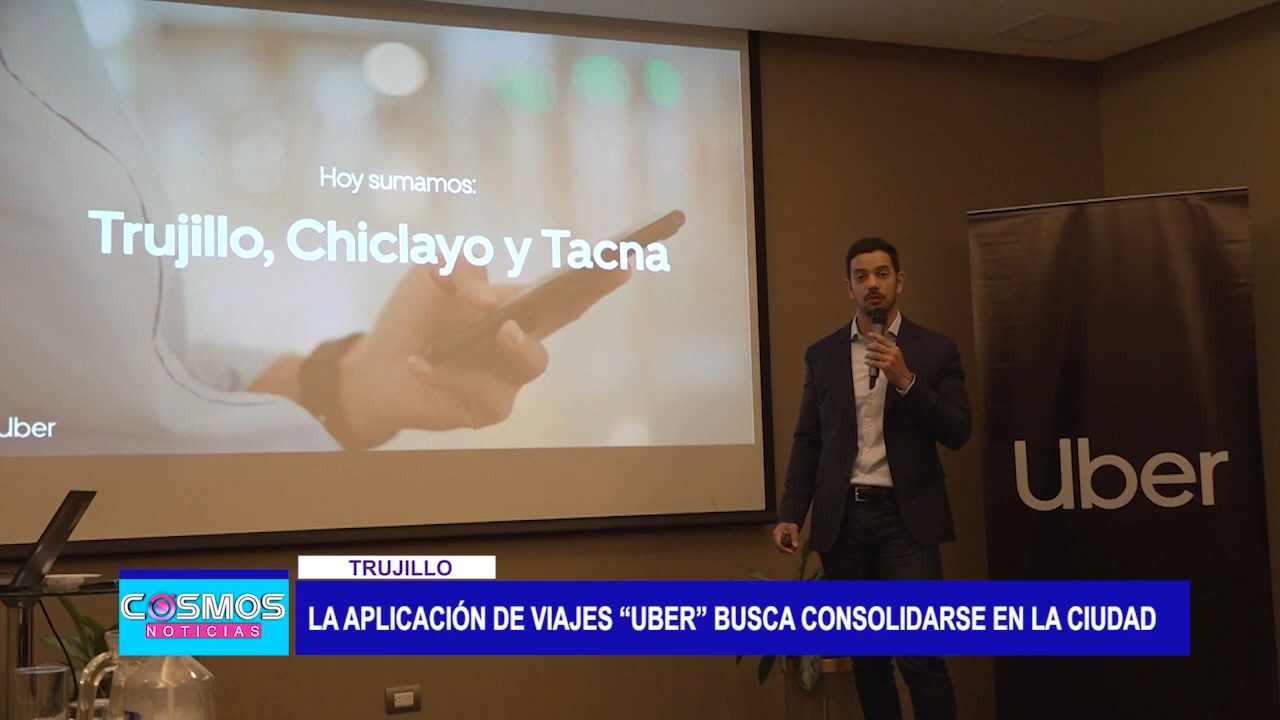 Hoy sumamos:
Trujillo, Chiclayo y Tacna
Uber
Uber
TRUJILLO
COSMOS
NOTICIAS
LA APLICACIÓN DE VIAJES “UBER” BUSCA CONSOLIDARSE EN LA CIUDAD